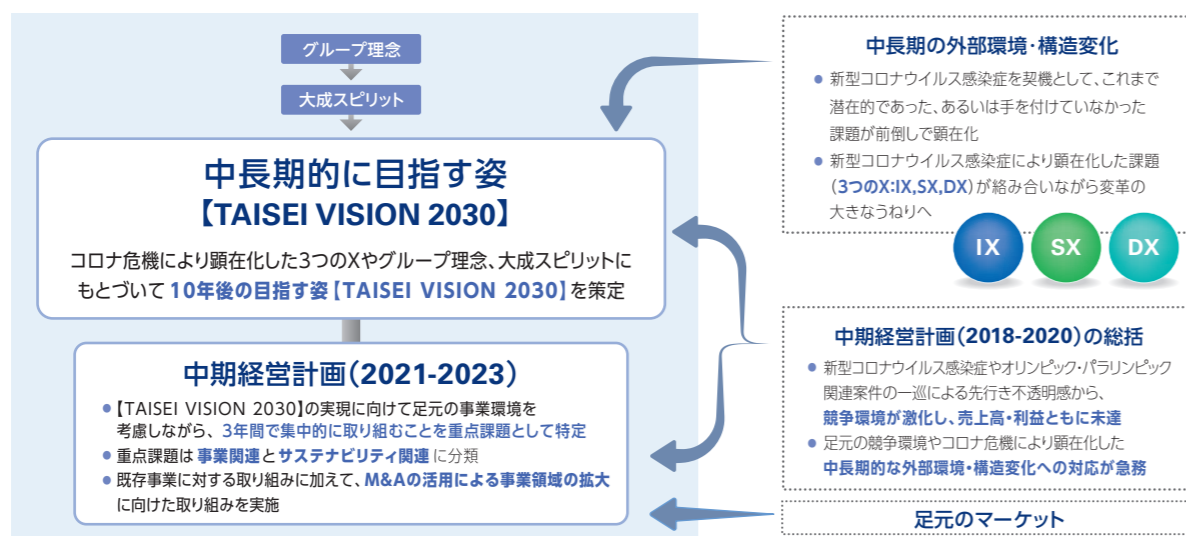 グループ理念
大成スピリット
中長期的に目指す姿
【TAISEI VISION 2030】
コロナ危機により顕在化した3つのXやグループ理念、大成スピリットに
もとづいて10年後の目指す姿【TAISEI VISION 2030】を策定
中期経営計画(2021-2023)
●【TAISEI VISION 2030】の実現に向けて足元の事業環境を
考慮しながら、3年間で集中的に取り組むことを重点課題として特定
● 重点課題は事業関連とサステナビリティ関連に分類
● 既存事業に対する取り組みに加えて、M&Aの活用による事業領域の拡大
に向けた取り組みを実施
中長期の外部環境・構造変化
● 新型コロナウイルス感染症を契機として、これまで
潜在的であった、あるいは手を付けていなかった
課題が前倒しで顕在化
● 新型コロナウイルス感染症により顕在化した課題
(3つのX:IX,SX,DX)が絡み合いながら変革の
大きなうねりへ
IX SX DX
中期経営計画(2018-2020)の総括
● 新型コロナウイルス感染症やオリンピック・パラリンピック
関連案件の一巡による先行き不透明感から、
競争環境が激化し、売上高・利益ともに未達
● 足元の競争環境やコロナ危機により顕在化した
中長期的な外部環境・構造変化への対応が急務
足元のマーケット